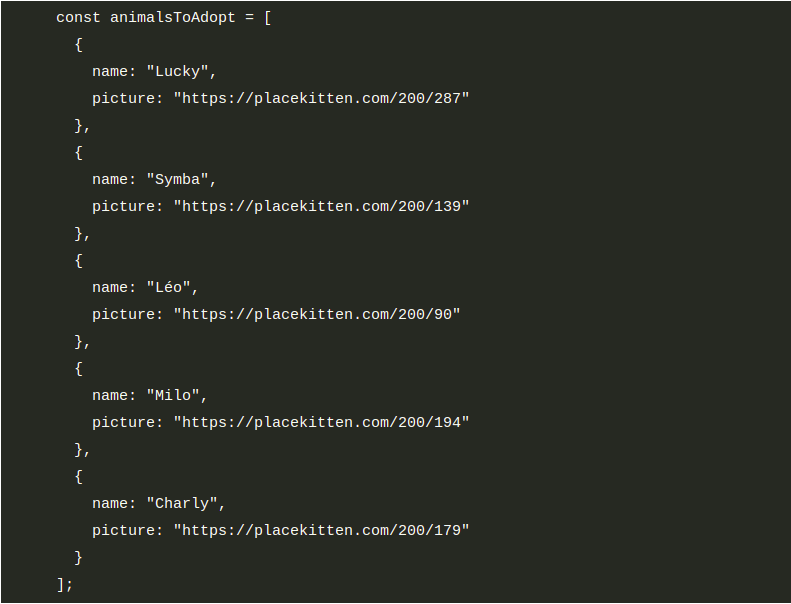 const animalsToAdopt = [
{
name: "Lucky",
picture: "https://placekitten.com/200/287"
},
{
name: "Symba",
picture: "https://placekitten.com/200/139"
},
{
name: "Léo",
picture: "https://placekitten.com/200/90"
},
{
name: "Milo",
picture: "https://placekitten.com/200/194"
},
{
name: "Charly",
picture: "https://placekitten.com/200/179"
}
];